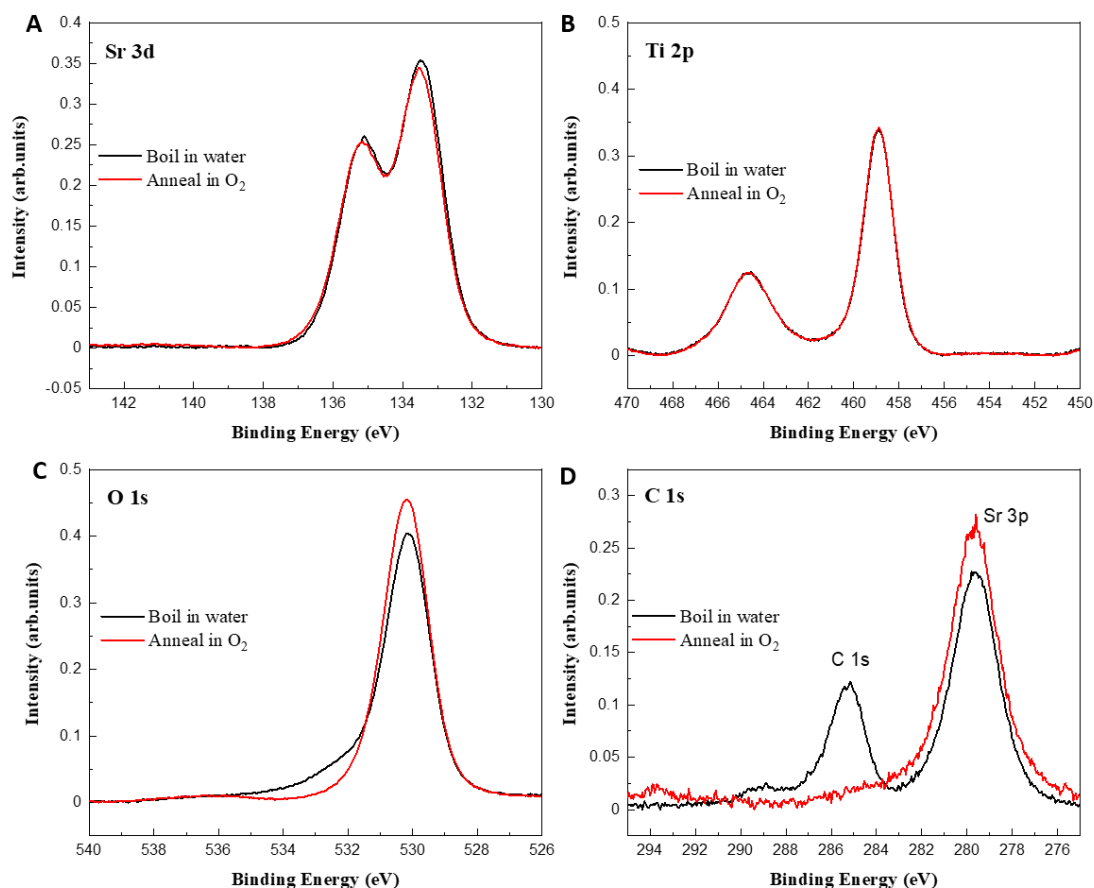 A
Sr 3d
0.4
0.35
0.3
0.25
0.2
0.15
0.1
0.05
0
-0.05
Intensity (arb.units)
Boil in water
Anneal in O₂
142 140 138 136 134 132 130
Binding Energy (eV)
B
Ti 2p
0.5
0.4
0.3
0.2
0.1
0
Intensity (arb.units)
Boil in water
Anneal in O₂
470 468 466 464 462 460 458 456 454 452 450
Binding Energy (eV)
C
O 1s
0.5
0.4
0.3
0.2
0.1
0
Intensity (arb.units)
Boil in water
Anneal in O₂
540 538 536 534 532 530 528 526
Binding Energy (eV)
D
C 1s
0.3
0.25
0.2
0.15
0.1
0.05
0
Intensity (arb.units)
Sr 3p
Boil in water
Anneal in O₂
C 1s
294 292 290 288 286 284 282 280 278 276
Binding Energy (eV)